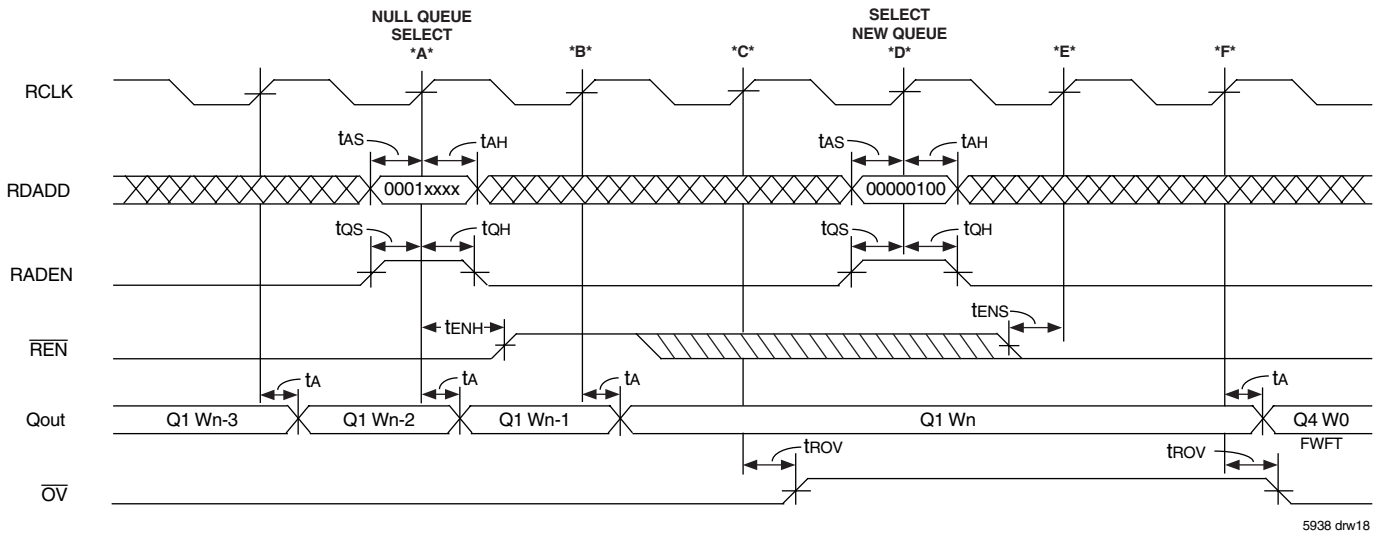 NULL QUEUE
SELECT
*A*
*B*
*C*
SELECT
NEW QUEUE
*D*
*E*
*F*
RCLK
tAS
tAH
tAS
tAH
RDADD
0001xxxx
00000100
tQS
tQH
tQS
tQH
RADEN
tENH
tENS
REN
tA
tA
tA
tA
Qout
Q1 Wn-3
Q1 Wn-2
Q1 Wn-1
Q1 Wn
Q4 W0
FWFT
tROV
tROV
OV
5938 drw18